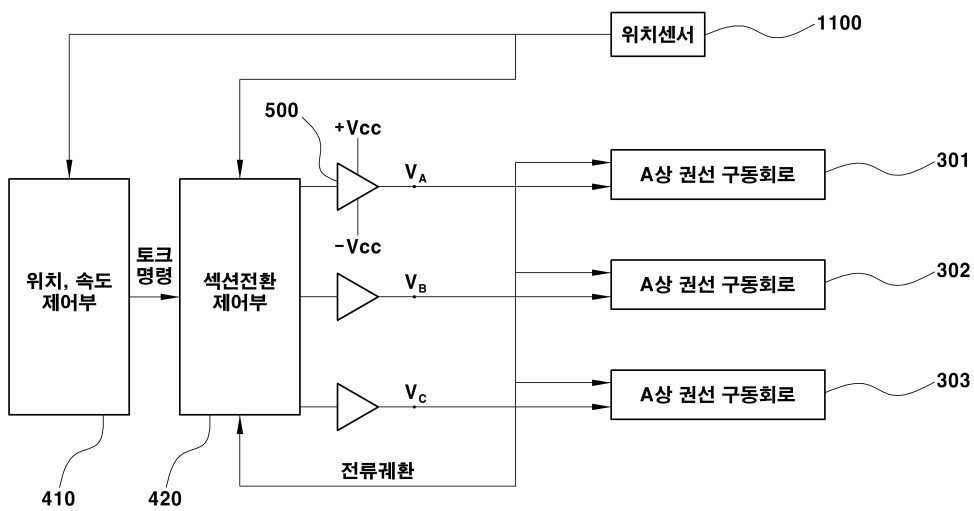 위치센서
1100
500
+Vcc
VA
A상 권선 구동회로
301
-Vcc
위치, 속도
제어부
토크
명령
섹션전환
제어부
VB
A상 권선 구동회로
302
VC
A상 권선 구동회로
303
전류궤환
410
420